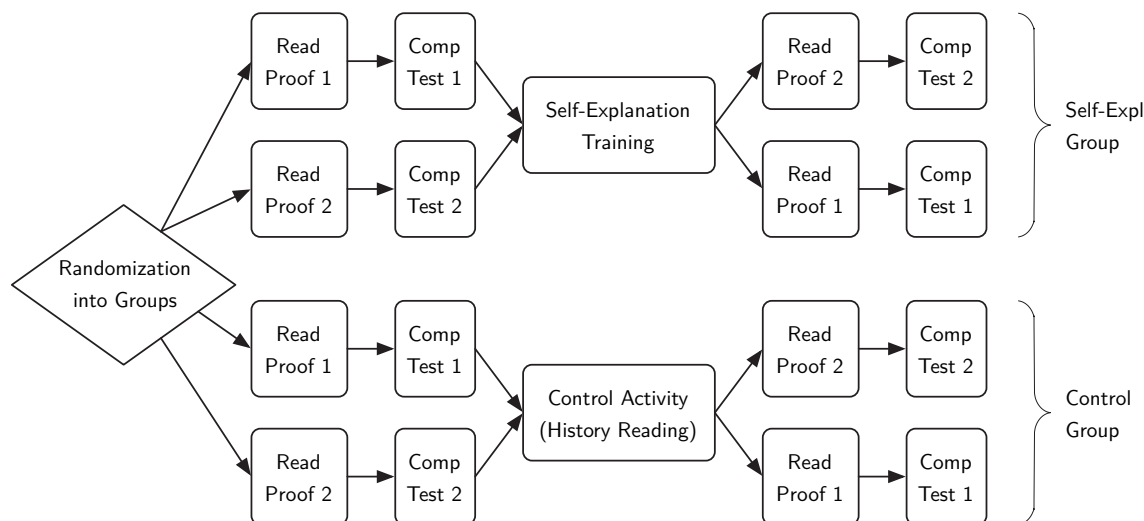 Read
Proof 1
Comp
Test 1
Read
Proof 2
Comp
Test 2
Self-Explanation
Training
Read
Proof 2
Comp
Test 2
Read
Proof 1
Comp
Test 1
Self-Expl
Group
Randomization
into Groups
Read
Proof 1
Comp
Test 1
Read
Proof 2
Comp
Test 2
Control Activity
(History Reading)
Read
Proof 2
Comp
Test 2
Read
Proof 1
Comp
Test 1
Control
Group